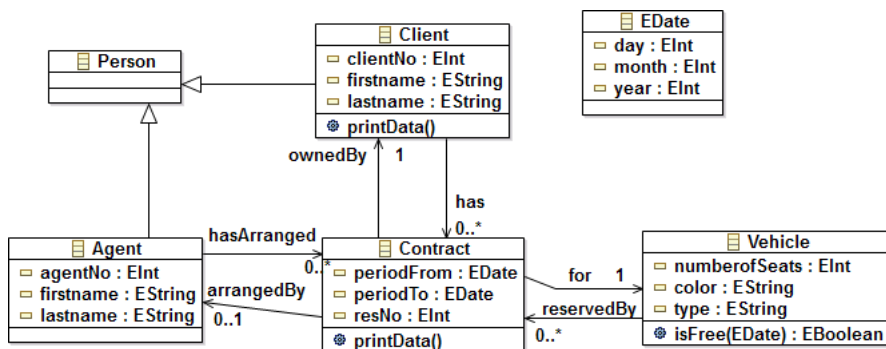 Person
Client
clientNo : EInt
firstname : EString
lastname : EString
printData()
EDate
day : EInt
month : EInt
year : EInt
ownedBy
1
has
0..*
Agent
agentNo : EInt
firstname : EString
lastname : EString
hasArranged
0..*
arrangedBy
0..1
Contract
periodFrom : EDate
periodTo : EDate
resNo : EInt
printData()
for
1
reservedBy
0..*
Vehicle
numberofSeats : EInt
color : EString
type : EString
isFree(EDate) : EBoolean